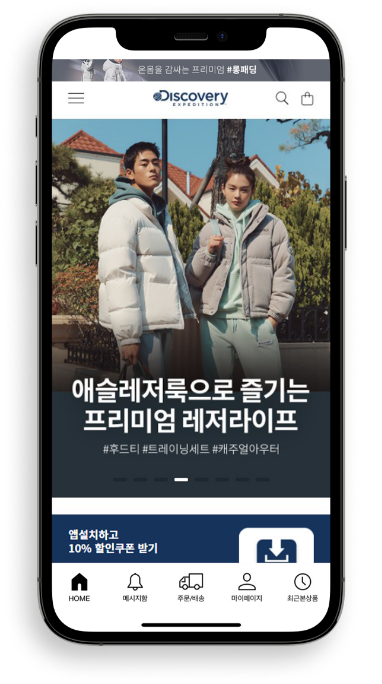 온몸을 감싸는 프리미엄 #롱패딩
Discovery
EXPEDITION
애슬레저룩으로 즐기는
프리미엄 레저라이프
#후드티 #트레이닝세트 #캐주얼아우터
앱설치하고
10% 할인쿠폰 받기
HOME
메시지함
주문/배송
마이페이지
최근본상품